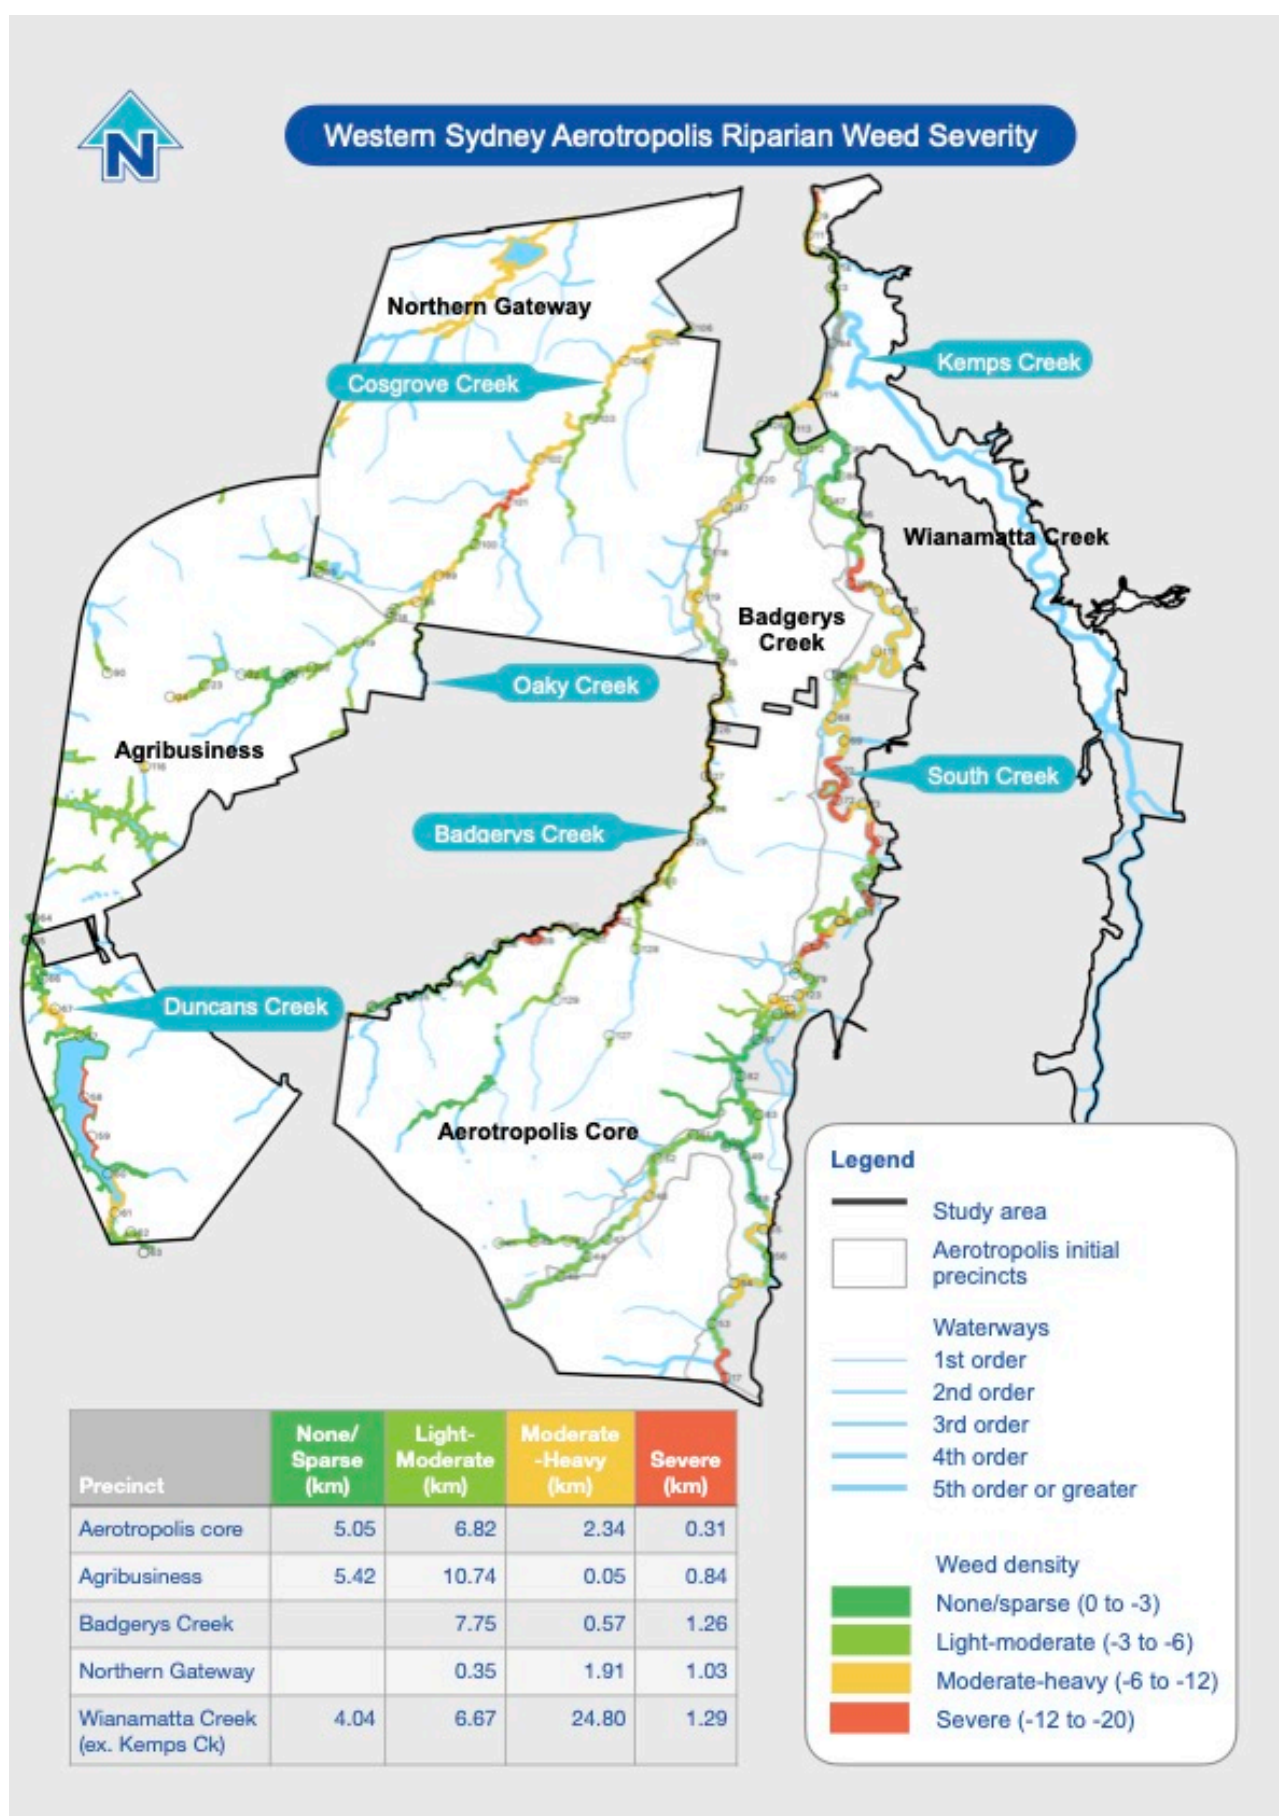 N
Western Sydney Aerotropolis Riparian Weed Severity
Northern Gateway
Cosgrove Creek
Kemps Creek
Wianamatta Creek
Badgerys
Creek
Oaky Creek
Agribusiness
South Creek
Badgerys Creek
Duncans Creek
Aerotropolis Core
Legend
Study area
Aerotropolis initial
precincts
Waterways
1st order
2nd order
3rd order
4th order
5th order or greater
Weed density
None/sparse (0 to -3)
Light-moderate (-3 to -6)
Moderate-heavy (-6 to -12)
Severe (-12 to -20)
Precinct None/ Sparse (km) Light- Moderate (km) Moderate -Heavy (km) Severe (km)
Aerotropolis core 5.05 6.82 2.34 0.31
Agribusiness 5.42 10.74 0.05 0.84
Badgerys Creek 7.75 0.57 1.26
Northern Gateway 0.35 1.91 1.03
Wianamatta Creek 4.04 6.67 24.80 1.29
(ex. Kemps Ck)